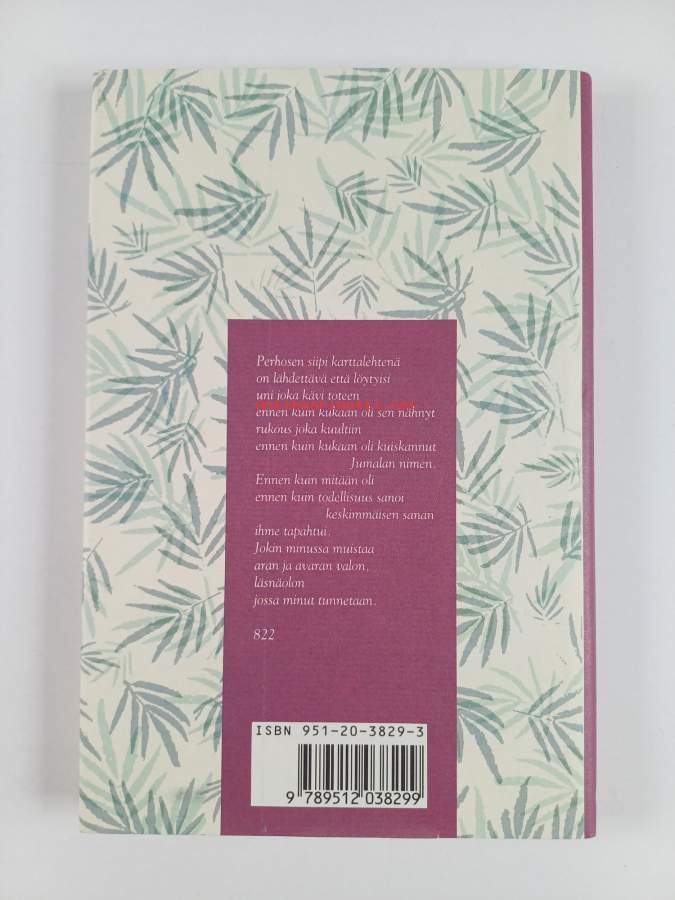 Perhosen siipi karttalehtenä
on lähdettävä että löytyisi
uni joka kävi toteen
ennen kuin kukaan oli sen nähnyt
rukous joka kuultiin
ennen kuin kukaan oli kuiskannut
Jumalan nimen.
Ennen kuin mitään oli
ennen kuin todellisuus sanoi
keskimmäisen sanan
ihme tapahtui.
Jokin minussa muistaa
aran ja avaran valon,
läsnäolon
jossa minut tunnetaan.
822
ISBN 951-20-3829-3
9 789512 038299